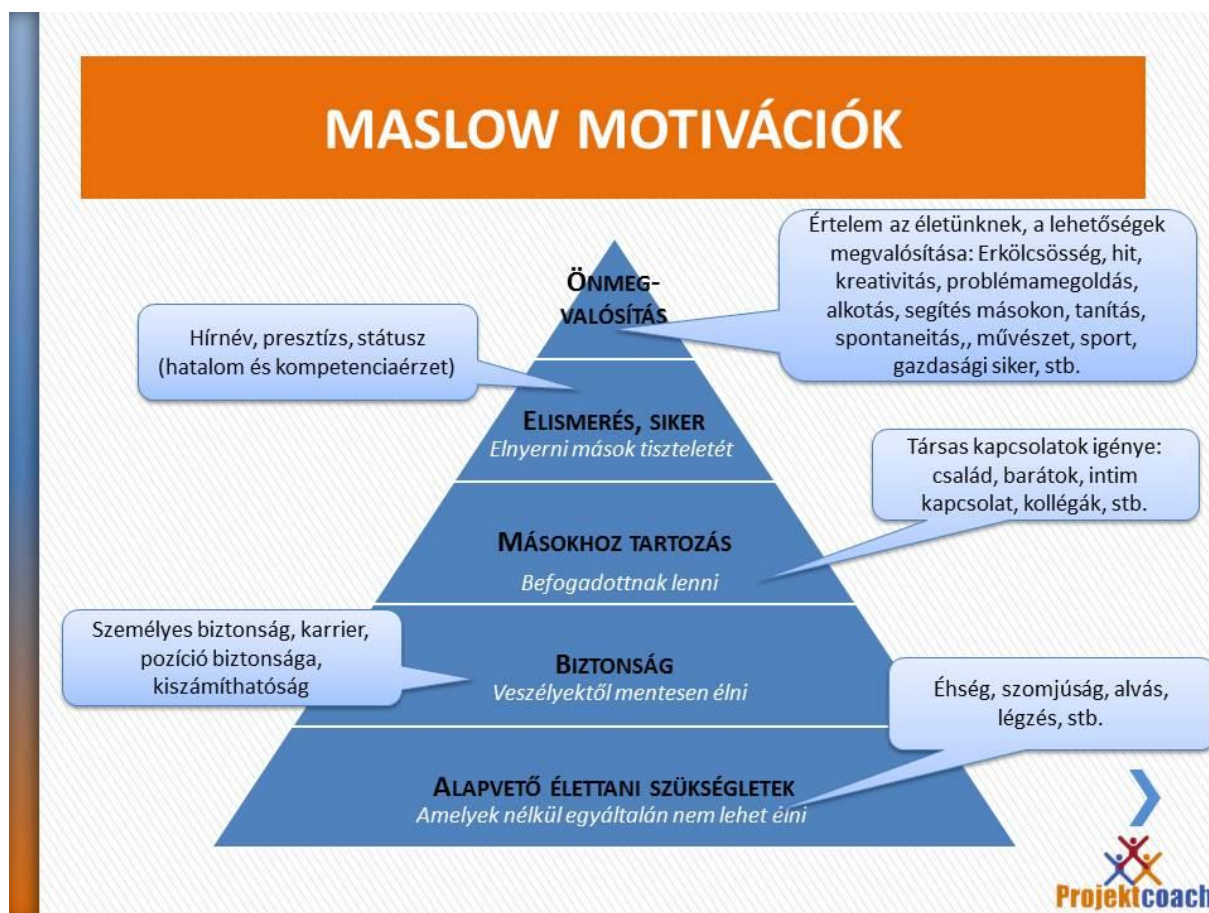 MASLOW MOTIVÁCIÓK
Értelem az életünknek, a lehetőségek
megvalósítása: Erkölcsösség, hit,
kreativitás, problémamegoldás,
alkotás, segítés másokon, tanítás,
spontaneitás,, művészet, sport,
gazdasági siker, stb.
ÖNMEG-
VALÓSÍTÁS
Hírnév, presztízs, státusz
(hatalom és kompetenciaérzet)
ELISMERÉS, SIKER
Elnyerni mások tiszteletét
Társas kapcsolatok igénye:
család, barátok, intim
kapcsolat, kollégák, stb.
MÁSOKHOZ TARTOZÁS
Befogadottnak lenni
Személyes biztonság, karrier,
pozíció biztonsága,
kiszámíthatóság
BIZTONSÁG
Veszélyektől mentesen élni
Éhség, szomjúság, alvás,
légzés, stb.
ALAPVETŐ ÉLETTANI SZÜKSÉGLETEK
Amelyek nélkül egyáltalán nem lehet élni
Projektcoach